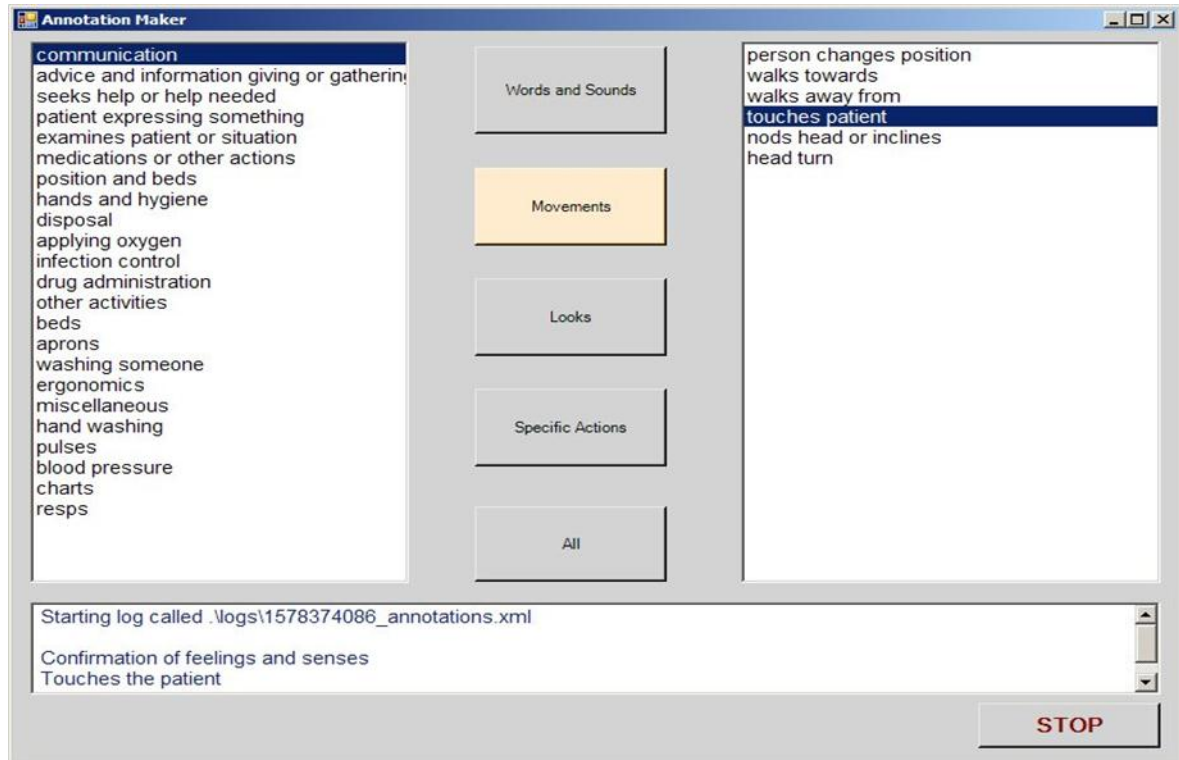 Annotation Maker
communication
advice and information giving or gathering
seeks help or help needed
patient expressing something
examines patient or situation
medications or other actions
position and beds
hands and hygiene
disposal
applying oxygen
infection control
drug administration
other activities
beds
aprons
washing someone
ergonomics
miscellaneous
hand washing
pulses
blood pressure
charts
resps
Words and Sounds
Movements
Looks
Specific Actions
All
person changes position
walks towards
walks away from
touches patient
nods head or inclines
head turn
Starting log called .\logs\1578374086_annotations.xml
Confirmation of feelings and senses
Touches the patient
STOP